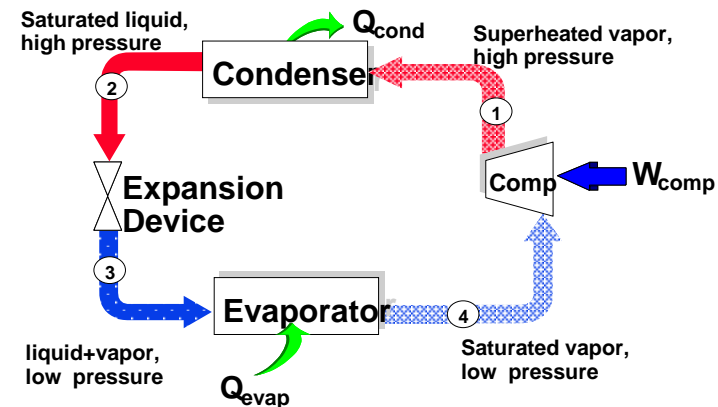 Saturated liquid,
high pressure
Qcond
Superheated vapor,
high pressure
Condenser
2
1
Comp
Wcomp
Expansion
Device
3
Evaporator
4
liquid+vapor,
low pressure
Qevap
Saturated vapor,
low pressure